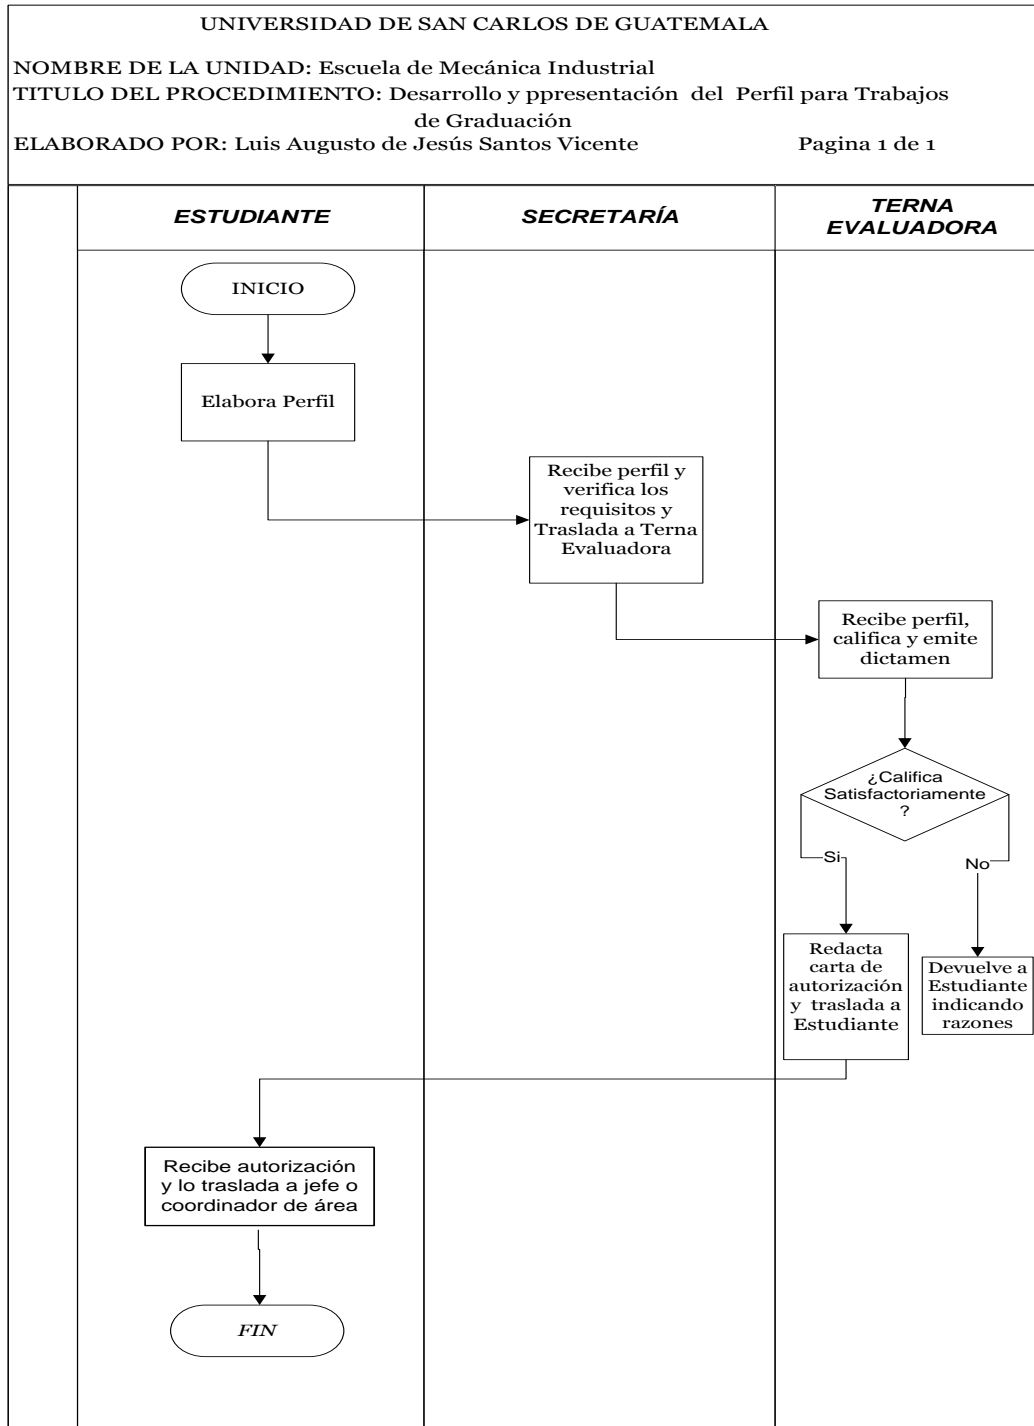 UNIVERSIDAD DE SAN CARLOS DE GUATEMALA
NOMBRE DE LA UNIDAD: Escuela de Mecánica Industrial
TITULO DEL PROCEDIMIENTO: Desarrollo y ppresentación del Perfil para Trabajos
de Graduación
ELABORADO POR: Luis Augusto de Jesús Santos Vicente Pagina 1 de 1
ESTUDIANTE
SECRETARÍA
TERNA
EVALUADORA
INICIO
Elabora Perfil
Recibe perfil y
verifica los
requisitos y
Traslada a Terna
Evaluadora
Recibe perfil,
califica y emite
dictamen
¿Califica
Satisfactoriamente
?
Si
No
Redacta
carta de
autorización
y traslada a
Estudiante
Devuelve a
Estudiante
indicando
razones
Recibe autorización
y lo traslada a jefe o
coordinador de área
FIN